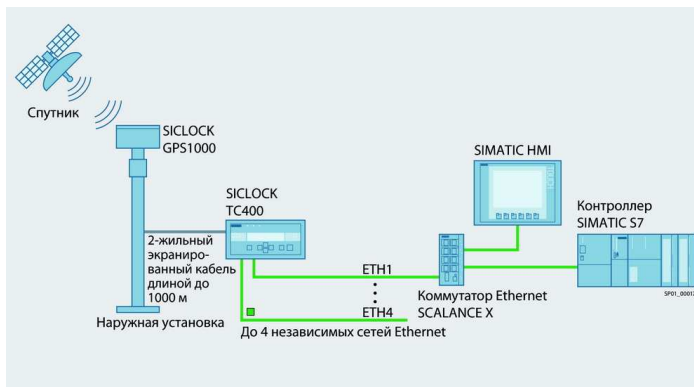 Спутник
SICLOCK
GPS1000
SICLOCK
TC400
SIMATIC HMI
Контроллер
SIMATIC S7
2-жильный
экраниро-
ванный кабель
длиной до
1000 м
ETH1
ETH4
Коммутатор Ethernet
SCALANCE X
Наружная установка
До 4 независимых сетей Ethernet